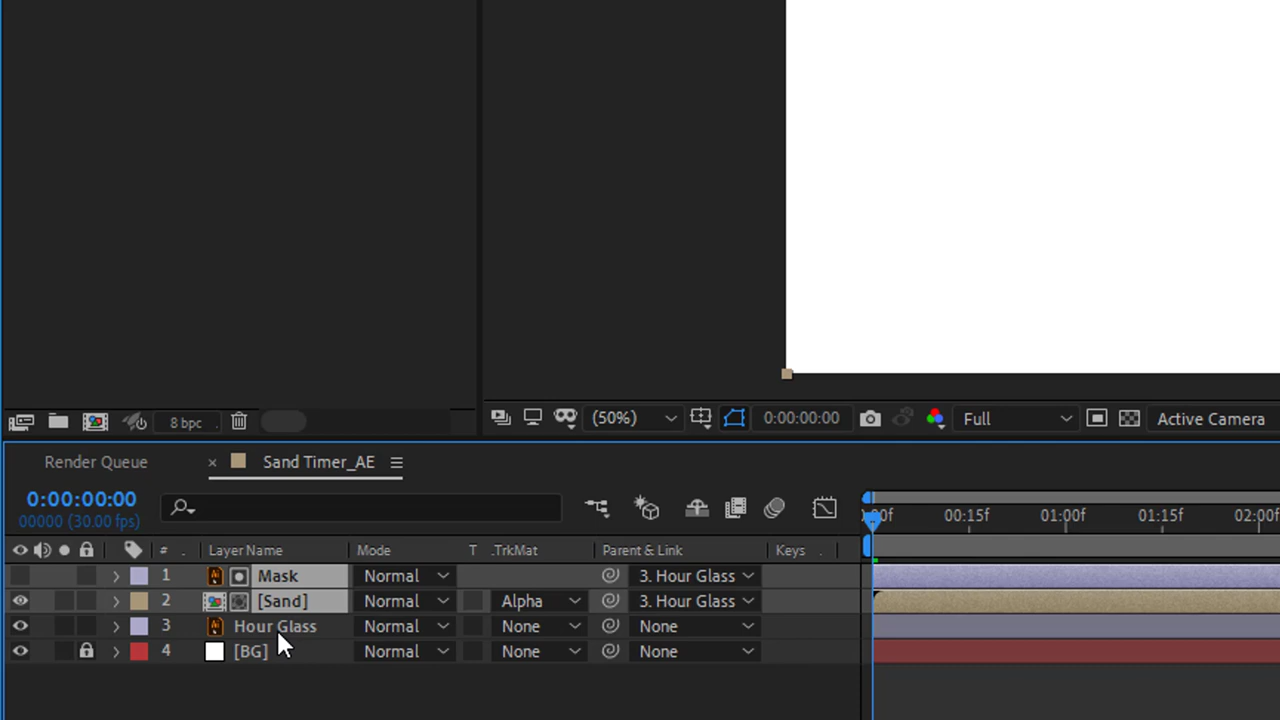 8 bpc
(50%) 0:00:00:00 Full Active Camera
Render Queue × Sand Timer_AE
0:00:00:00
00000 (30.00 fps)
:00f 00:15f 01:00f 01:15f 02:00f
# Layer Name Mode T .TrkMat Parent & Link Keys
1 Mask Normal 3. Hour Glass
2 [Sand] Normal Alpha 3. Hour Glass
3 Hour Glass Normal None None
4 [BG] Normal None None